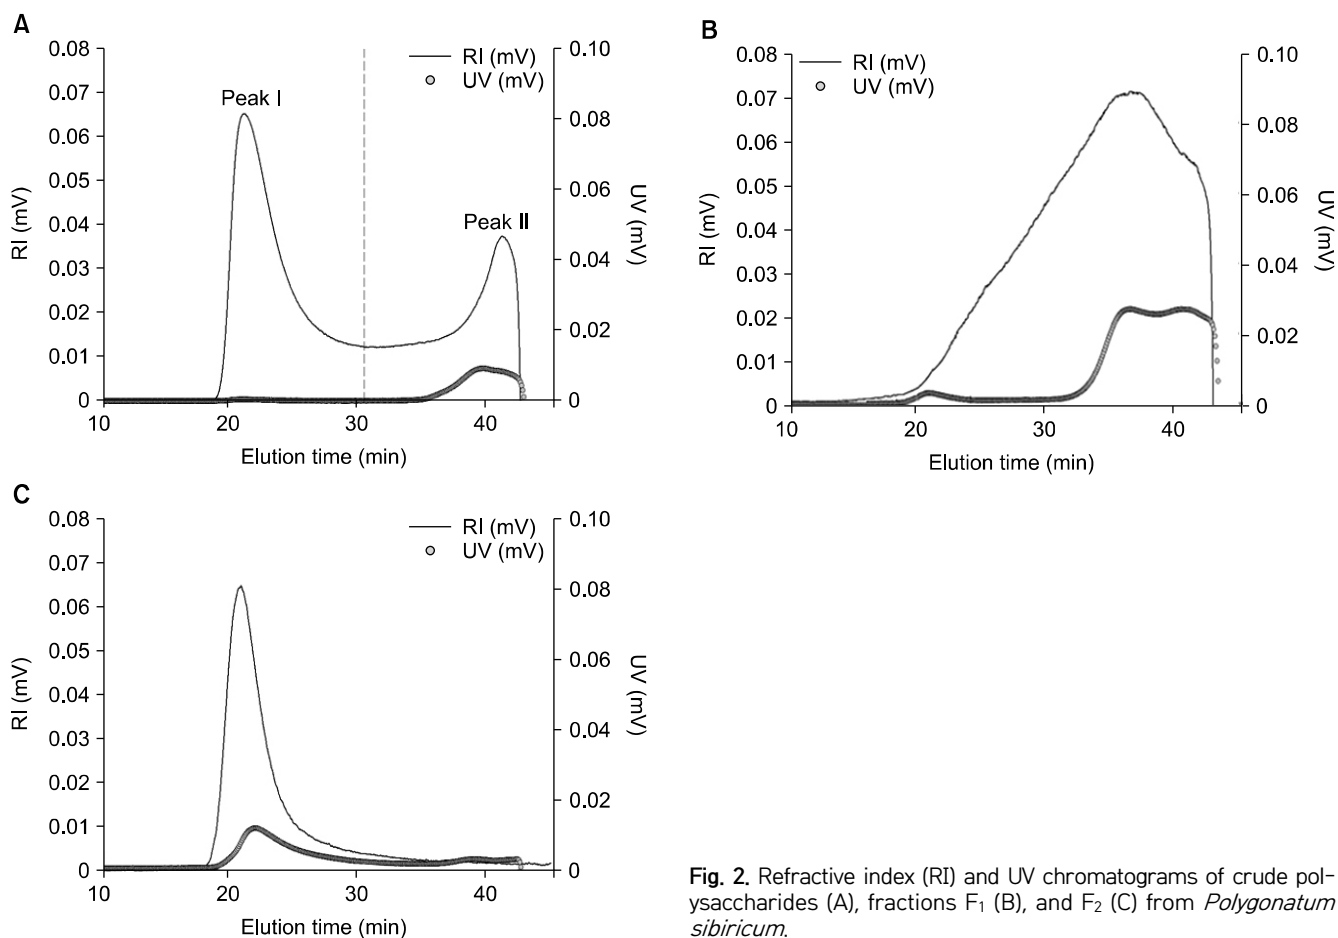 A
0.08
0.07
0.06
0.05
0.04
0.03
0.02
0.01
0
RI (mV)
10
20
30
40
Elution time (min)
0.10
0.08
0.06
0.04
0.02
0
UV (mV)
RI (mV)
UV (mV)
Peak I
Peak II
B
0.08
0.07
0.06
0.05
0.04
0.03
0.02
0.01
0
RI (mV)
10
20
30
40
Elution time (min)
0.10
0.08
0.06
0.04
0.02
0
UV (mV)
RI (mV)
UV (mV)
C
0.08
0.07
0.06
0.05
0.04
0.03
0.02
0.01
0
RI (mV)
10
20
30
40
Elution time (min)
0.10
0.08
0.06
0.04
0.02
0
UV (mV)
RI (mV)
UV (mV)
Fig. 2. Refractive index (RI) and UV chromatograms of crude pol-
ysaccharides (A), fractions F₁ (B), and F₂ (C) from Polygonatum
sibiricum.